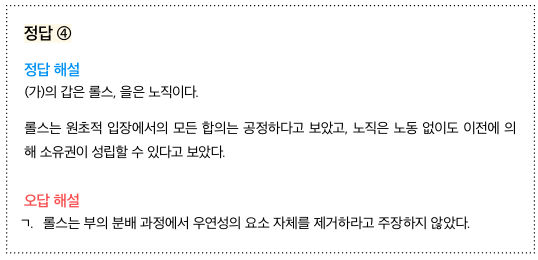 정답 ④
정답 해설
(가)의 갑은 롤스, 을은 노직이다.
롤스는 원초적 입장에서의 모든 합의는 공정하다고 보았고, 노직은 노동 없이도 이전에 의
해 소유권이 성립할 수 있다고 보았다.
오답 해설
ㄱ. 롤스는 부의 분배 과정에서 우연성의 요소 자체를 제거하라고 주장하지 않았다.